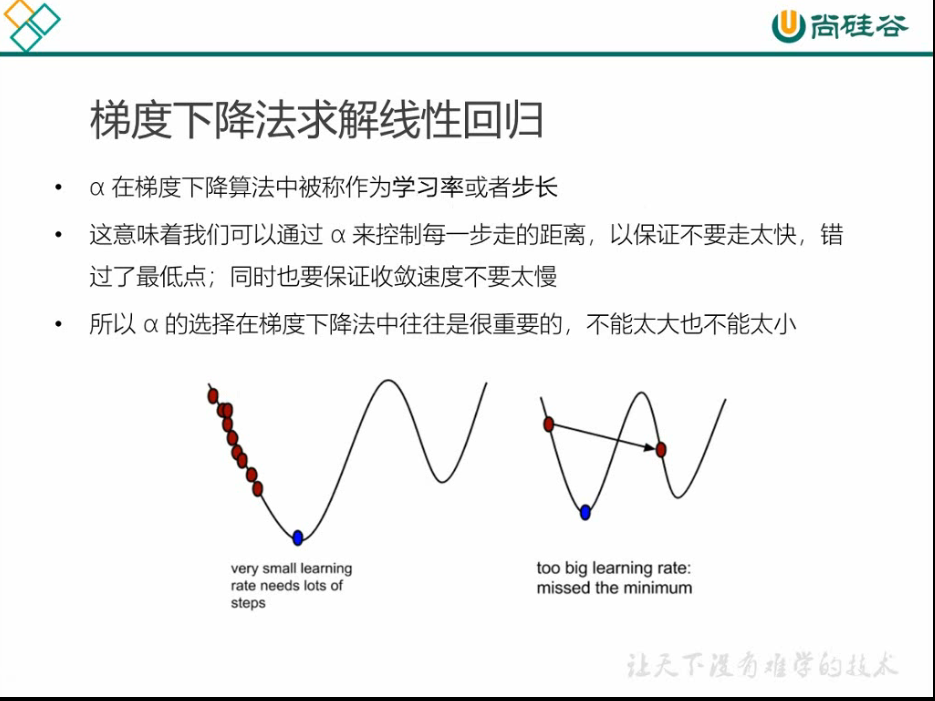 尚硅谷
梯度下降法求解线性回归
• α 在梯度下降算法中被称作为学习率或者步长
• 这意味着我们可以通过 α 来控制每一步走的距离，以保证不要走太快，错
过了最低点；同时也要保证收敛速度不要太慢
• 所以 α 的选择在梯度下降法中往往是很重要的，不能太大也不能太小
very small learning
rate needs lots of
steps
too big learning rate:
missed the minimum
让天下没有难学的技术